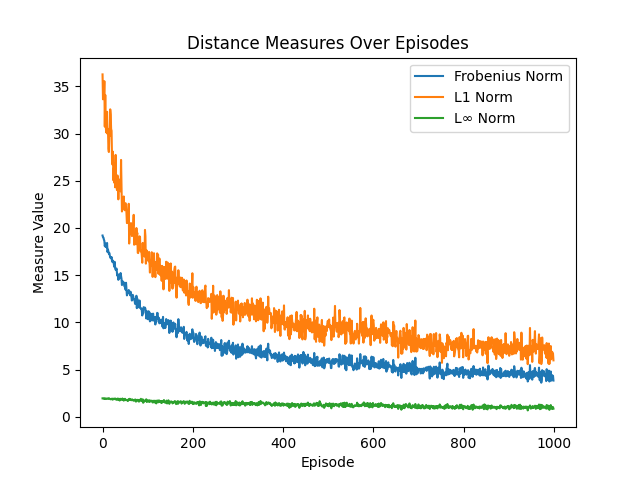 Distance Measures Over Episodes
Frobenius Norm
L1 Norm
L∞ Norm
Measure Value
35
30
25
20
15
10
5
0
0 200 400 600 800 1000
Episode